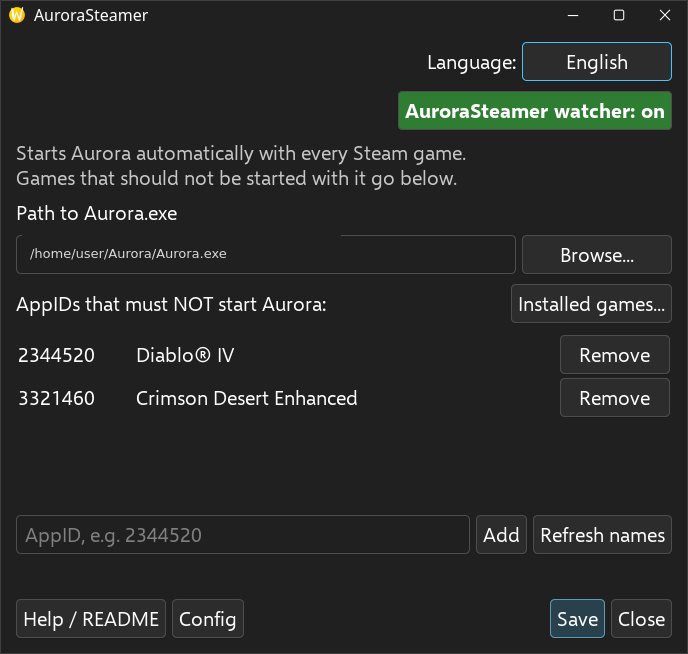 AuroraSteamer
Language: English
AuroraSteamer watcher: on
Starts Aurora automatically with every Steam game.
Games that should not be started with it go below.
Path to Aurora.exe
/home/user/Aurora/Aurora.exe Browse...
AppIDs that must NOT start Aurora: Installed games...
2344520 Diablo® IV Remove
3321460 Crimson Desert Enhanced Remove
AppID, e.g. 2344520 Add Refresh names
Help / README Config Save Close